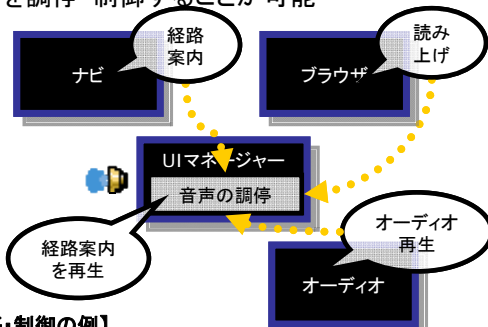 を調停・制御することが可能
経路
案内
読み
上げ
ナビ
ブラウザ
UIマネージャー
音声の調停
経路案内
を再生
オーディオ
再生
オーディオ
・制御の例】